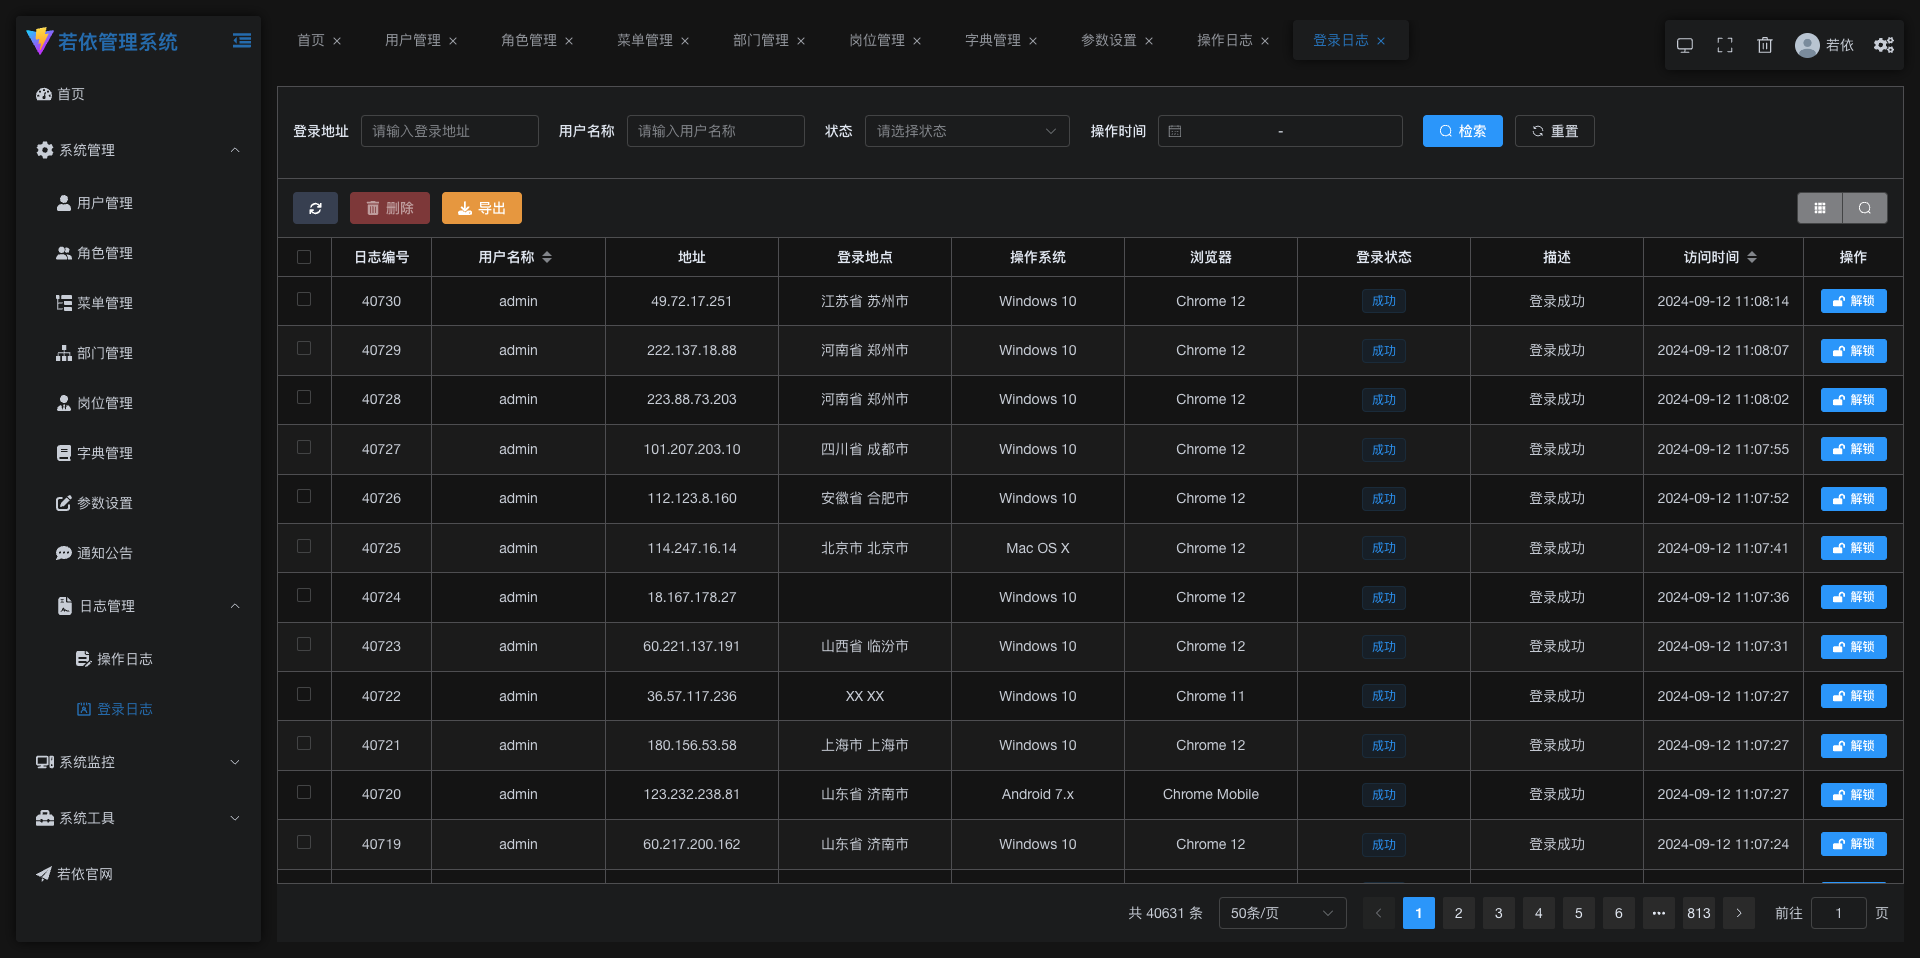 若依管理系统
首页
系统管理
用户管理
角色管理
菜单管理
部门管理
岗位管理
字典管理
参数设置
通知公告
日志管理
操作日志
登录日志
系统监控
系统工具
若依官网
首页 用户管理 角色管理 菜单管理 部门管理 岗位管理 字典管理 参数设置 操作日志 登录日志
若依
登录地址 请输入登录地址 用户名称 请输入用户名称 状态 请选择状态 操作时间 - 检索 重置
删除 导出
日志编号 用户名称 地址 登录地点 操作系统 浏览器 登录状态 描述 访问时间 操作
40730 admin 49.72.17.251 江苏省 苏州市 Windows 10 Chrome 12 成功 登录成功 2024-09-12 11:08:14 解锁
40729 admin 222.137.18.88 河南省 郑州市 Windows 10 Chrome 12 成功 登录成功 2024-09-12 11:08:07 解锁
40728 admin 223.88.73.203 河南省 郑州市 Windows 10 Chrome 12 成功 登录成功 2024-09-12 11:08:02 解锁
40727 admin 101.207.203.10 四川省 成都市 Windows 10 Chrome 12 成功 登录成功 2024-09-12 11:07:55 解锁
40726 admin 112.123.8.160 安徽省 合肥市 Windows 10 Chrome 12 成功 登录成功 2024-09-12 11:07:52 解锁
40725 admin 114.247.16.14 北京市 北京市 Mac OS X Chrome 12 成功 登录成功 2024-09-12 11:07:41 解锁
40724 admin 18.167.178.27 Windows 10 Chrome 12 成功 登录成功 2024-09-12 11:07:36 解锁
40723 admin 60.221.137.191 山西省 临汾市 Windows 10 Chrome 12 成功 登录成功 2024-09-12 11:07:31 解锁
40722 admin 36.57.117.236 XX XX Windows 10 Chrome 11 成功 登录成功 2024-09-12 11:07:27 解锁
40721 admin 180.156.53.58 上海市 上海市 Windows 10 Chrome 12 成功 登录成功 2024-09-12 11:07:27 解锁
40720 admin 123.232.238.81 山东省 济南市 Android 7.x Chrome Mobile 成功 登录成功 2024-09-12 11:07:27 解锁
40719 admin 60.217.200.162 山东省 济南市 Windows 10 Chrome 12 成功 登录成功 2024-09-12 11:07:24 解锁
共 40631 条 50条/页 1 2 3 4 5 6 ••• 813 前往 1 页